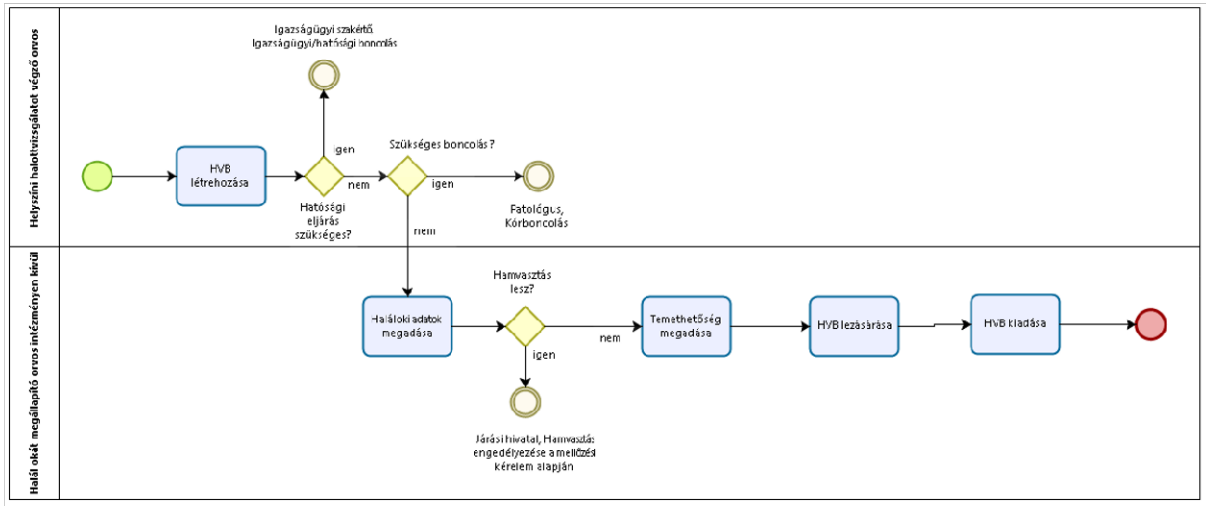 Helyszíni halottvizsgálatot végző orvos
Igazságügyi szakértő
Igazságügyi/hatósági boncolás
HVB
létrehozása
igen
nem
Hatósági
eljárás
szükséges?
Szükséges boncolás?
igen
nem
Patológus,
Kórboncolás
Halál okát megállapító orvos intézményen kívül
Haláloki adatok
megadása
Hamvasztás
lesz?
nem
igen
Járási hivatal, Hamvasztás
engedélyezése a mellőzési
kérelem alapján
Temethetőség
megadása
HVB lezásárása
HVB kiadása